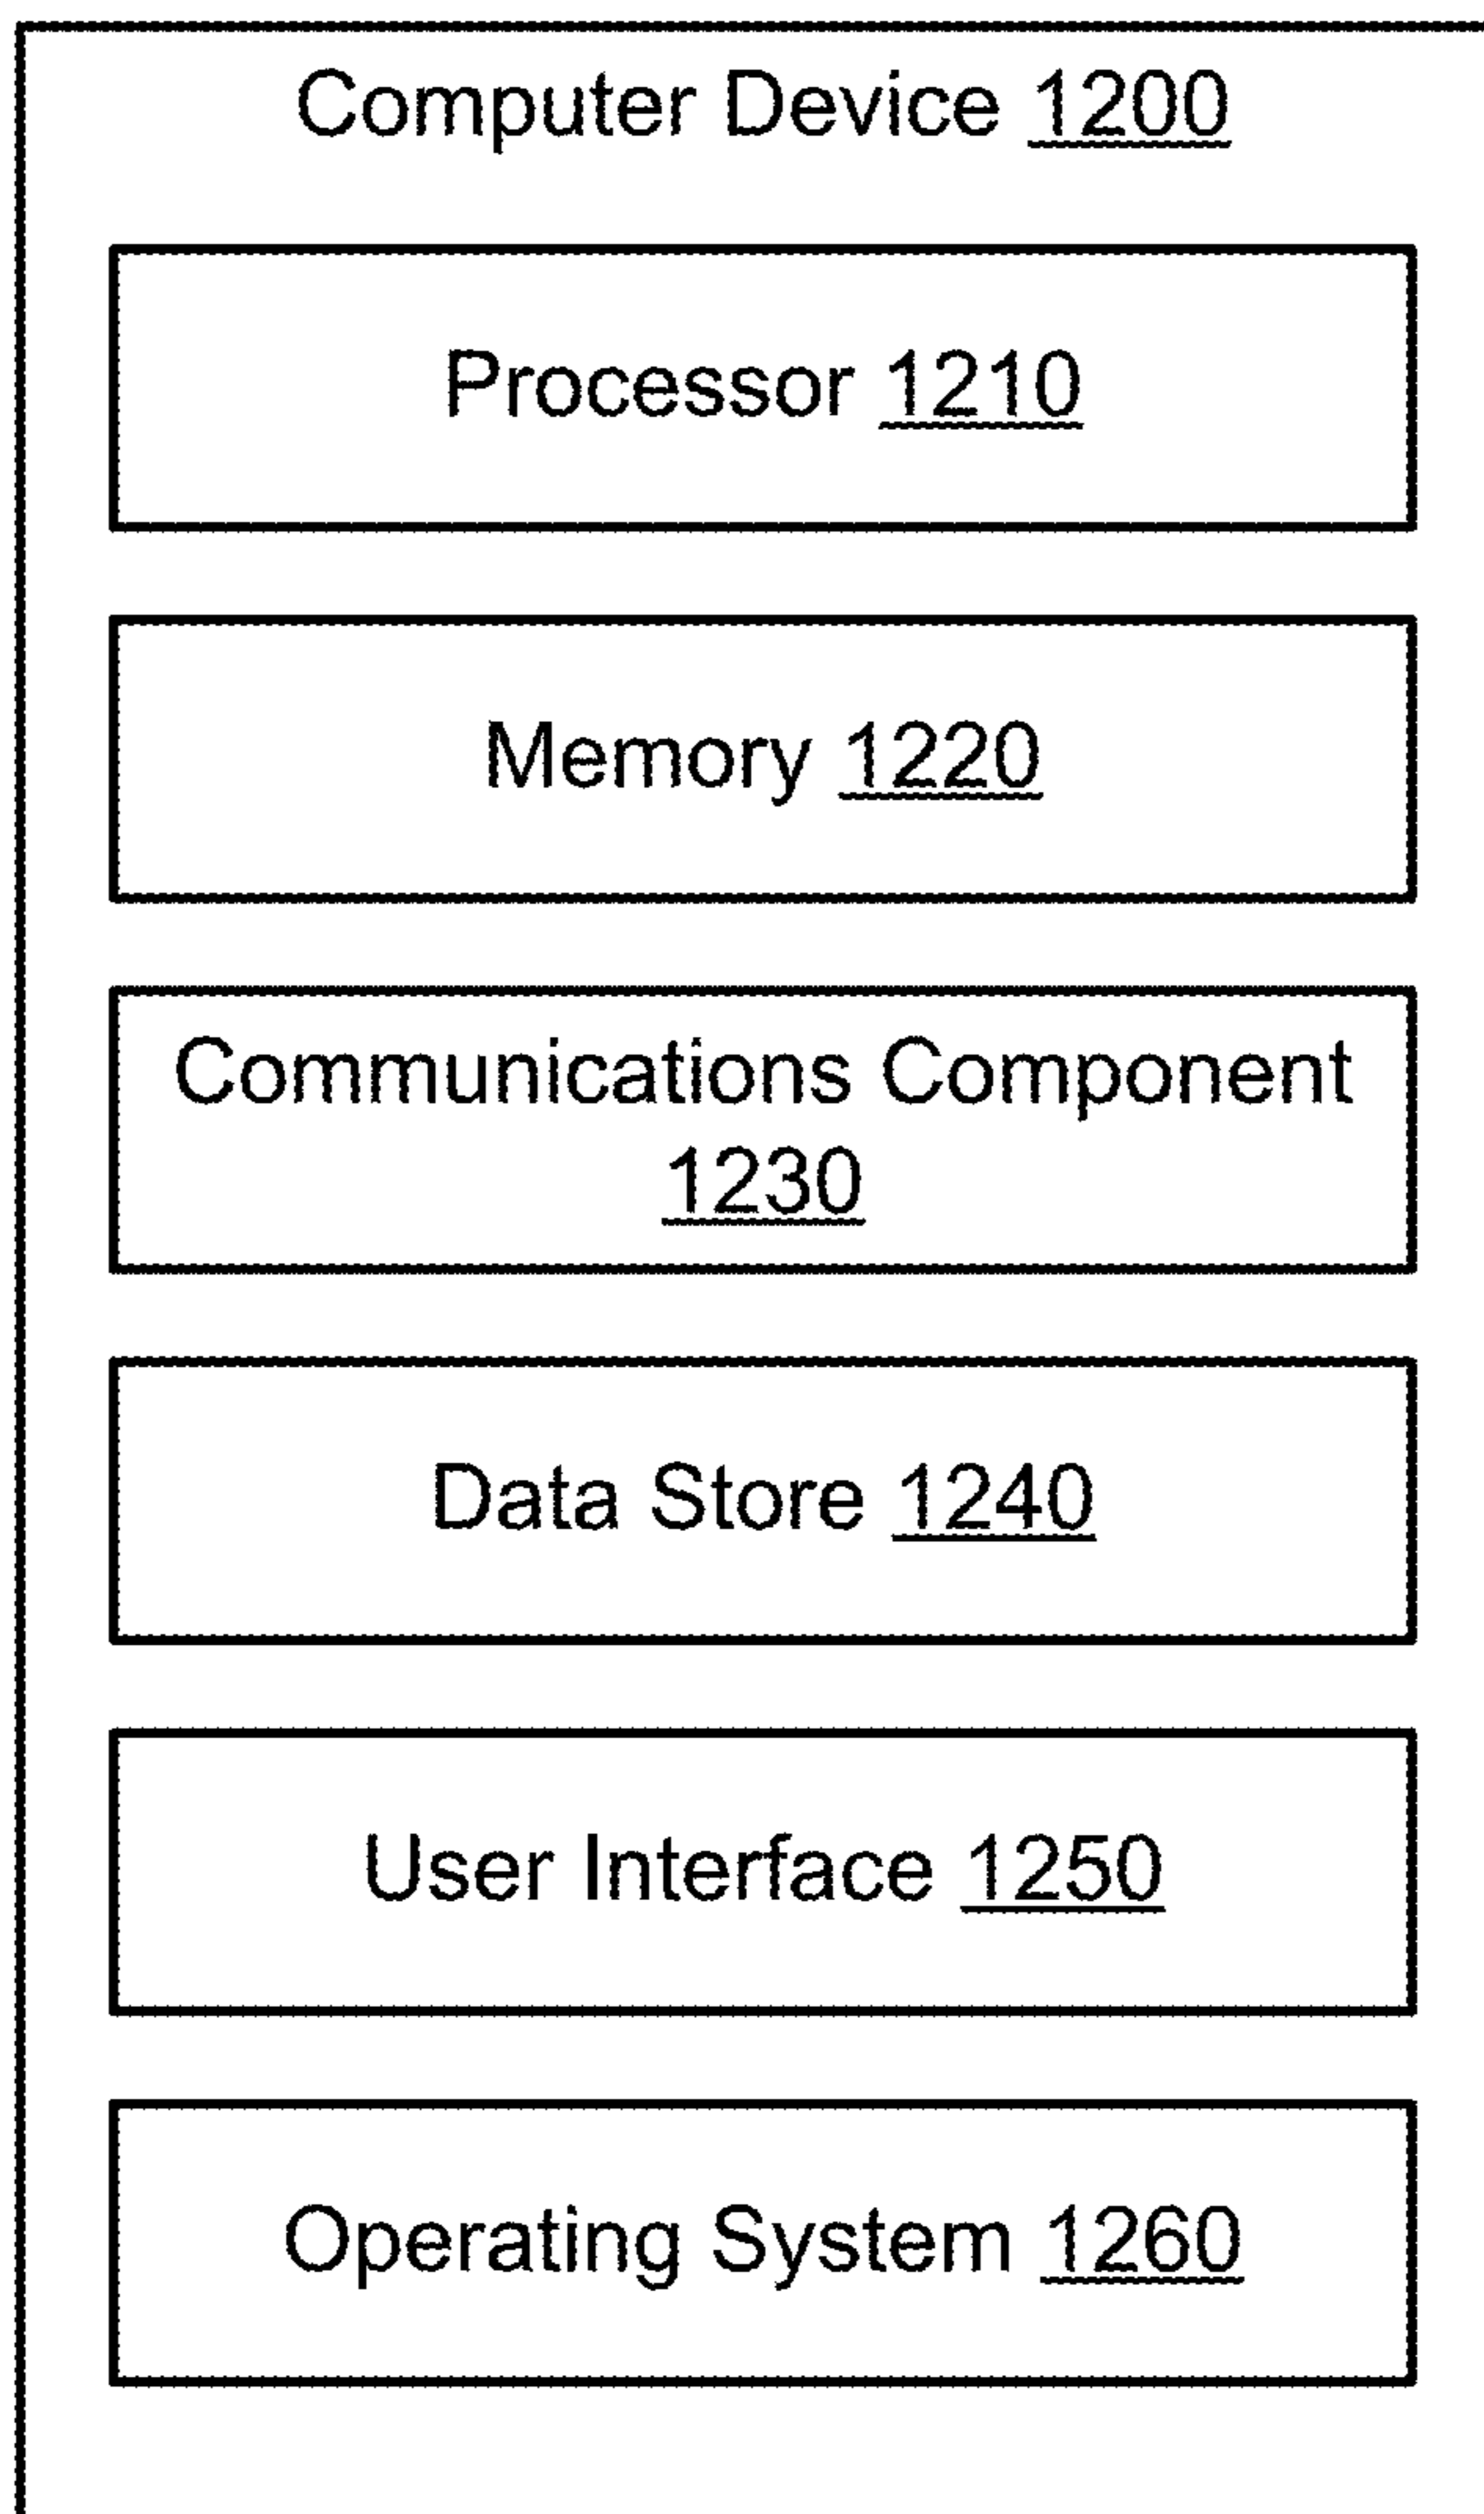 Computer Device 1200
Processor 1210
Memory 1220
Communications Component
1230
Data Store 1240
User Interface 1250
Operating System 1260